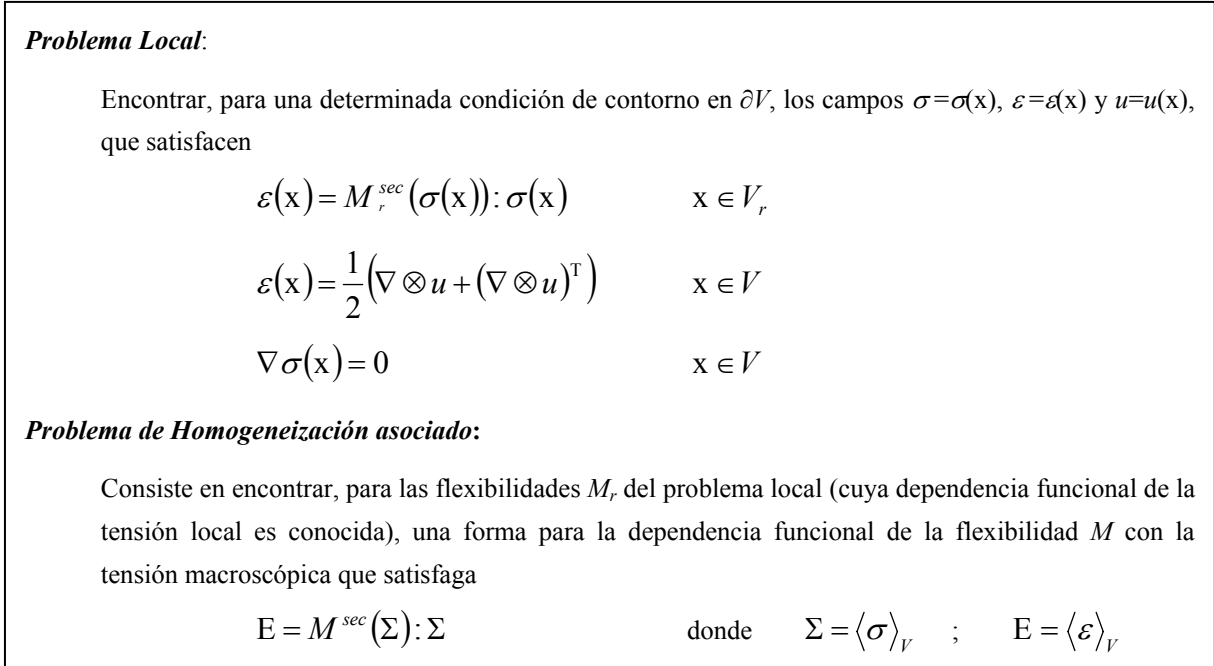 Problema Local:
Encontrar, para una determinada condición de contorno en ∂V, los campos σ=σ(x), ε=ε(x) y u=u(x),
que satisfacen
ε(x) = M_r^sec (σ(x)): σ(x) x ∈ V_r
ε(x) = 1/2 (∇ ⊗ u + (∇ ⊗ u)^T) x ∈ V
∇σ(x) = 0 x ∈ V
Problema de Homogeneización asociado:
Consiste en encontrar, para las flexibilidades M_r del problema local (cuya dependencia funcional de la
tensión local es conocida), una forma para la dependencia funcional de la flexibilidad M con la
tensión macroscópica que satisfaga
E = M^sec (Σ): Σ donde Σ = ⟨σ⟩_V ; E = ⟨ε⟩_V